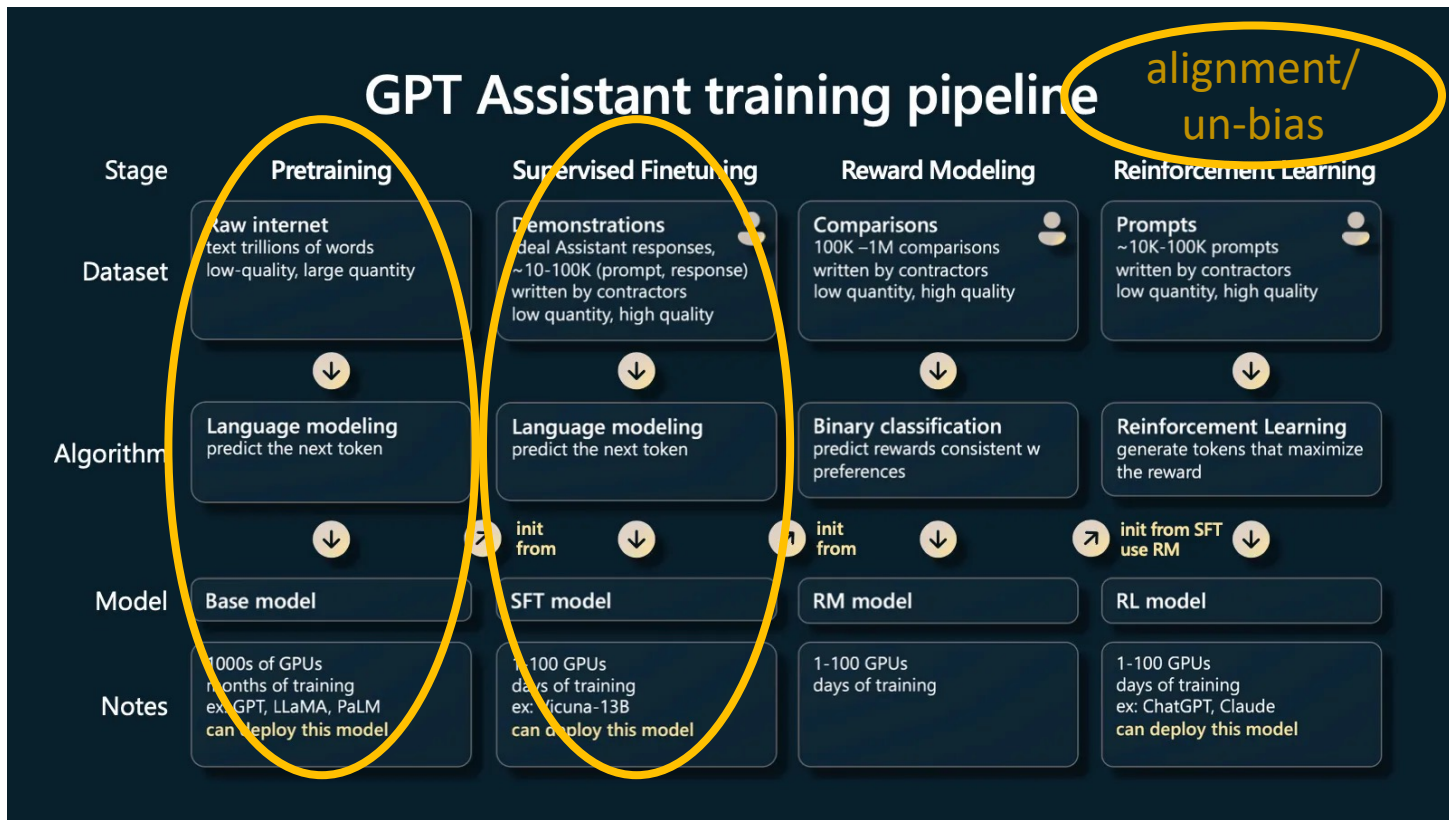 alignment/
un-bias
GPT Assistant training pipeline
Stage
Pretraining
Supervised Finetuning
Reward Modeling
Reinforcement Learning
Dataset
Raw internet
text trillions of words
low-quality, large quantity
Demonstrations
Ideal Assistant responses,
~10-100K (prompt, response)
written by contractors
low quantity, high quality
Comparisons
100K –1M comparisons
written by contractors
low quantity, high quality
Prompts
~10K-100K prompts
written by contractors
low quantity, high quality
Algorithm
Language modeling
predict the next token
Language modeling
predict the next token
Binary classification
predict rewards consistent w
preferences
Reinforcement Learning
generate tokens that maximize
the reward
init
from
init
from
init from SFT
use RM
Model
Base model
SFT model
RM model
RL model
Notes
1000s of GPUs
months of training
ex: GPT, LLaMA, PaLM
can deploy this model
1-100 GPUs
days of training
ex: Vicuna-13B
can deploy this model
1-100 GPUs
days of training
1-100 GPUs
days of training
ex: ChatGPT, Claude
can deploy this model